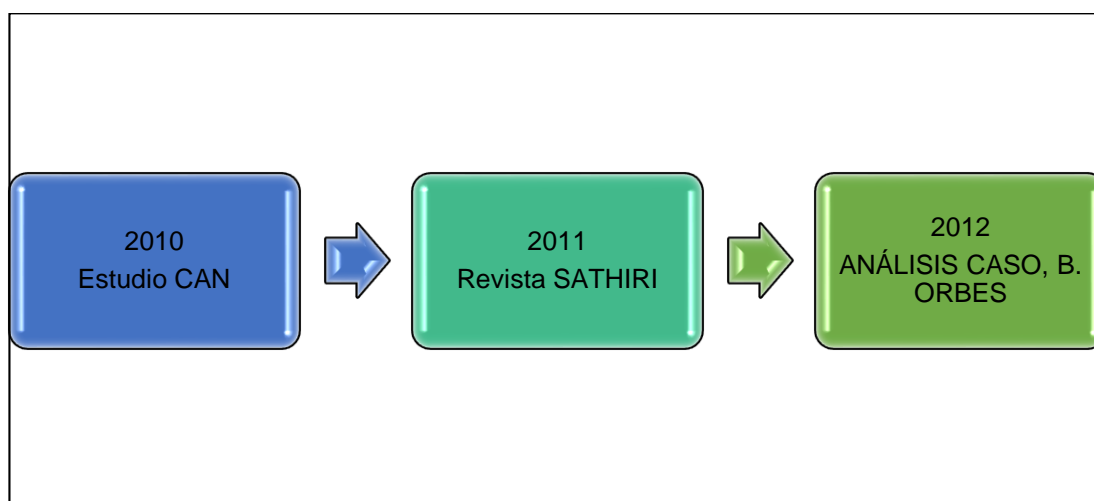 2010
Estudio CAN
2011
Revista SATHIRI
2012
ANÁLISIS CASO, B.
ORBES